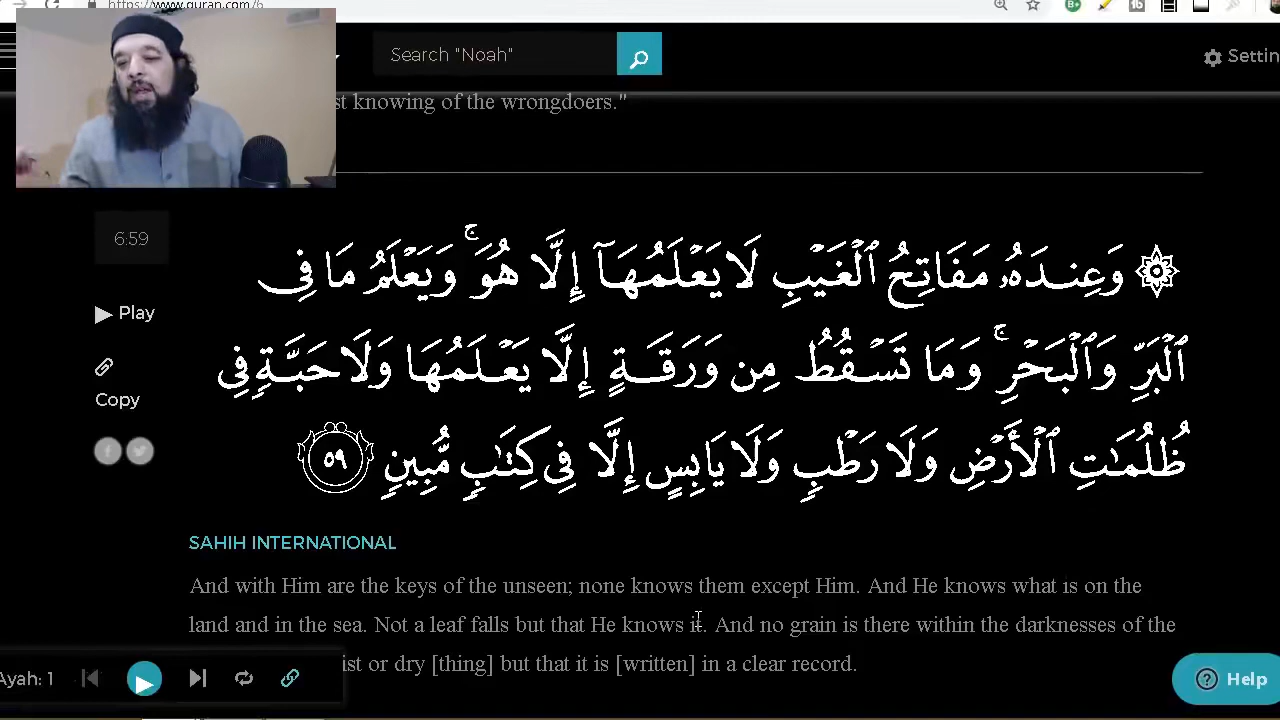 https://www.quran.com/6
Search "Noah"
Settin
st knowing of the wrongdoers."
6:59
Play
Copy
۞ وَعِندَهُۥ مَفَاتِحُ ٱلْغَيْبِ لَا يَعْلَمُهَآ إِلَّا هُوَ ۚ وَيَعْلَمُ مَا فِى
ٱلْبَرِّ وَٱلْبَحْرِ ۚ وَمَا تَسْقُطُ مِن وَرَقَةٍ إِلَّا يَعْلَمُهَا وَلَا حَبَّةٍ فِى
ظُلُمَـٰتِ ٱلْأَرْضِ وَلَا رَطْبٍ وَلَا يَابِسٍ إِلَّا فِى كِتَـٰبٍ مُّبِينٍ ٥٩
SAHIH INTERNATIONAL
And with Him are the keys of the unseen; none knows them except Him. And He knows what is on the
land and in the sea. Not a leaf falls but that He knows it. And no grain is there within the darknesses of the
ist or dry [thing] but that it is [written] in a clear record.
Ayah: 1
Help